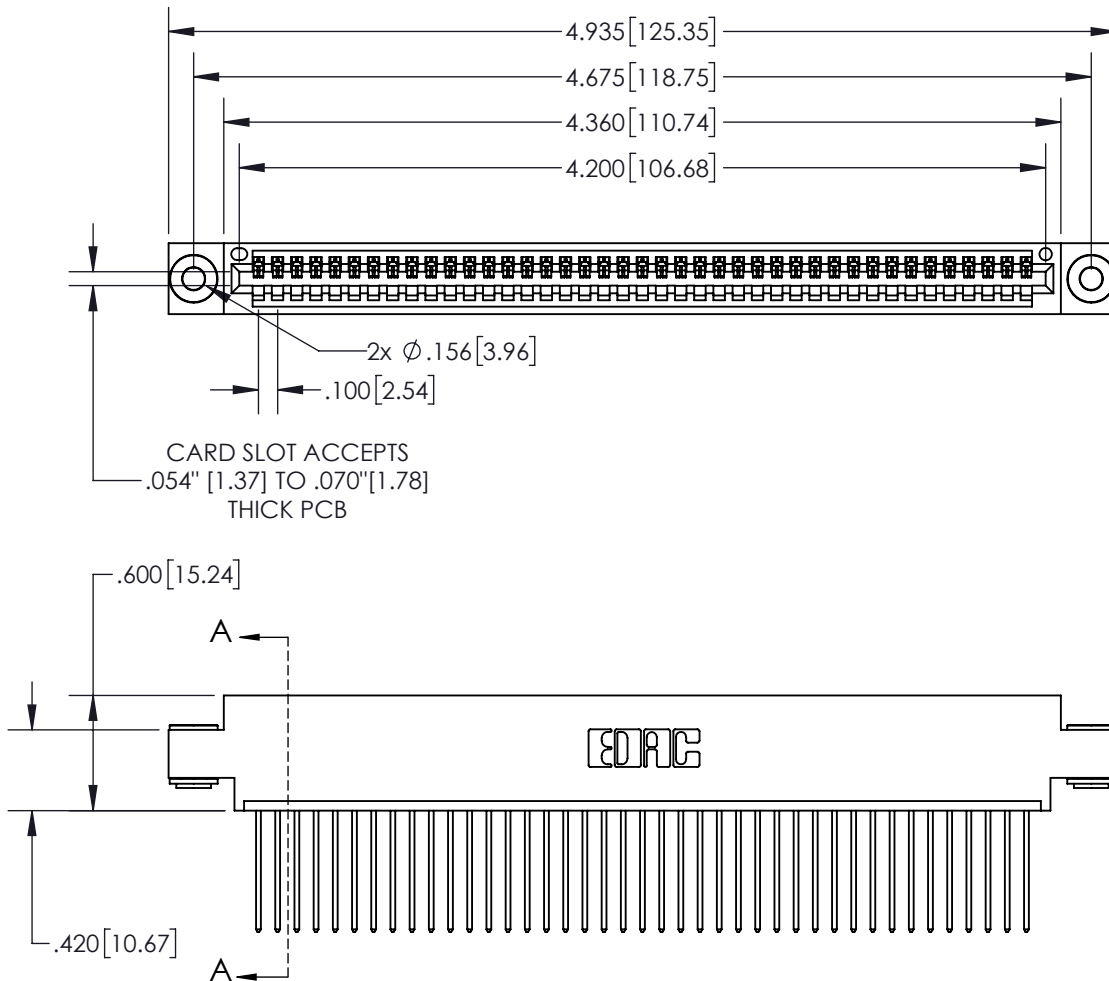 4.935[125.35]
4.675[118.75]
4.360[110.74]
4.200[106.68]
2x Ø.156[3.96]
.100[2.54]
CARD SLOT ACCEPTS
.054" [1.37] TO .070"[1.78]
THICK PCB
.600[15.24]
A
EDAC
.420[10.67]
A